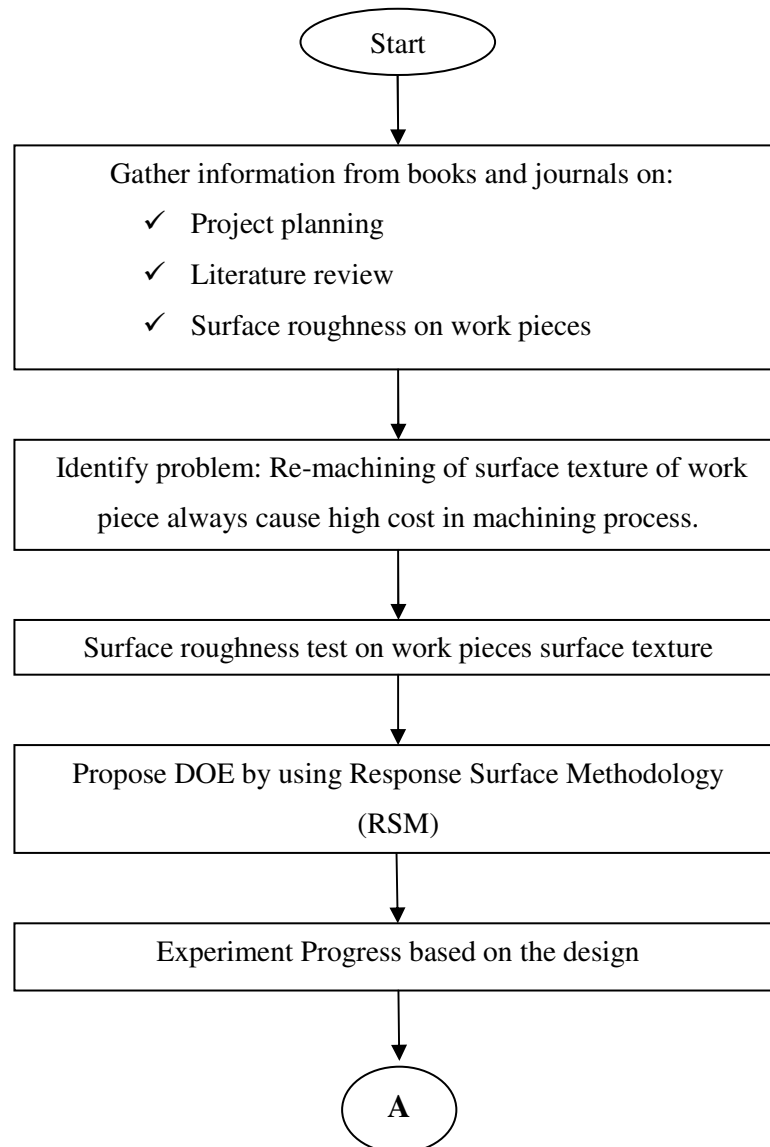 Start
Gather information from books and journals on:
✓ Project planning
✓ Literature review
✓ Surface roughness on work pieces
Identify problem: Re-machining of surface texture of work
piece always cause high cost in machining process.
Surface roughness test on work pieces surface texture
Propose DOE by using Response Surface Methodology
(RSM)
Experiment Progress based on the design
A